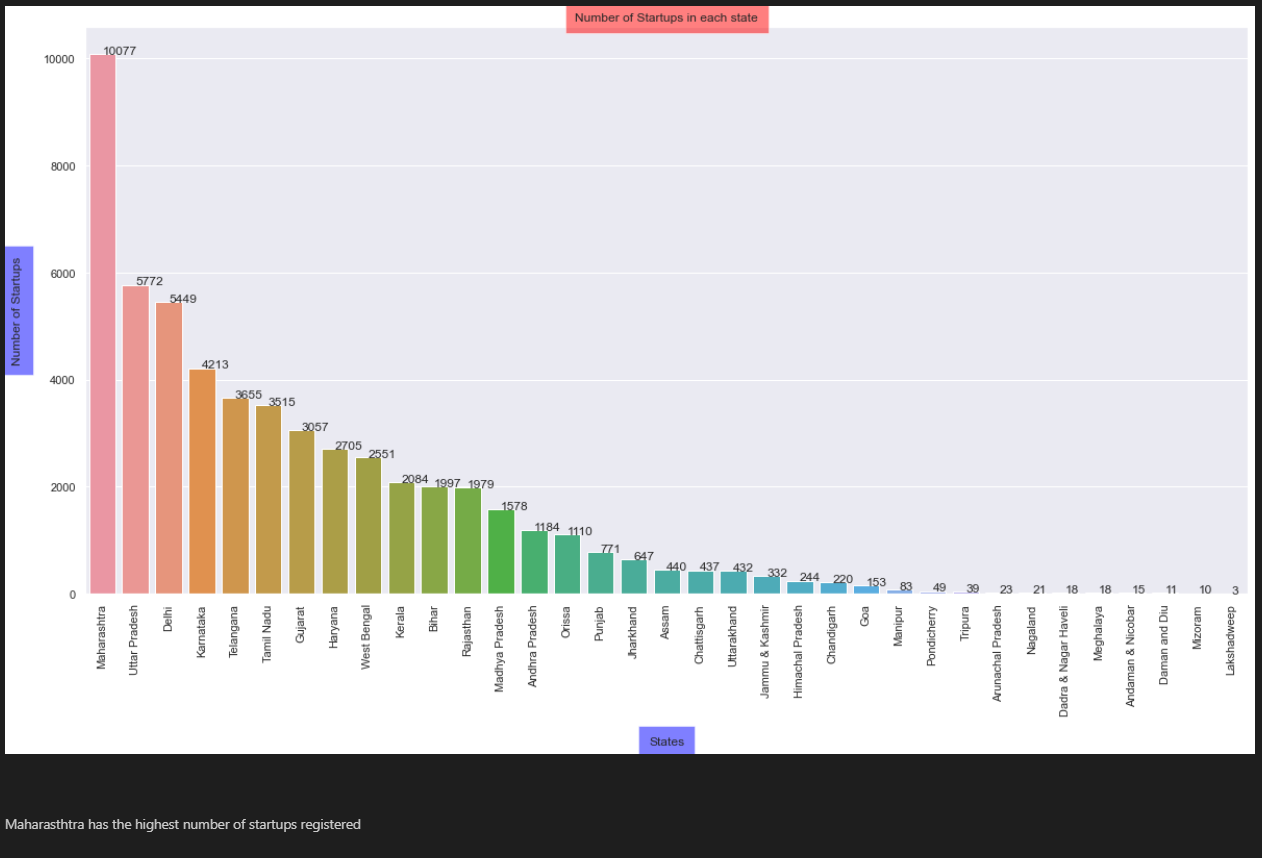 Number of Startups in each state
Number of Startups
10000
8000
6000
4000
2000
0
10077
5772
5449
4213
3655
3515
3057
2705
2551
2084
1997
1979
1578
1184
1110
771
647
440
437
432
332
244
220
153
83
49
39
23
21
18
18
15
11
10
3
Maharashtra
Uttar Pradesh
Delhi
Karnataka
Telangana
Tamil Nadu
Gujarat
Haryana
West Bengal
Kerala
Bihar
Rajasthan
Madhya Pradesh
Andhra Pradesh
Orissa
Punjab
Jharkhand
Assam
Chattisgarh
Uttarakhand
Jammu & Kashmir
Himachal Pradesh
Chandigarh
Goa
Manipur
Pondicherry
Tripura
Arunachal Pradesh
Nagaland
Dadra & Nagar Haveli
Meghalaya
Andaman & Nicobar
Daman and Diu
Mizoram
Lakshadweep
States
Maharasthtra has the highest number of startups registered